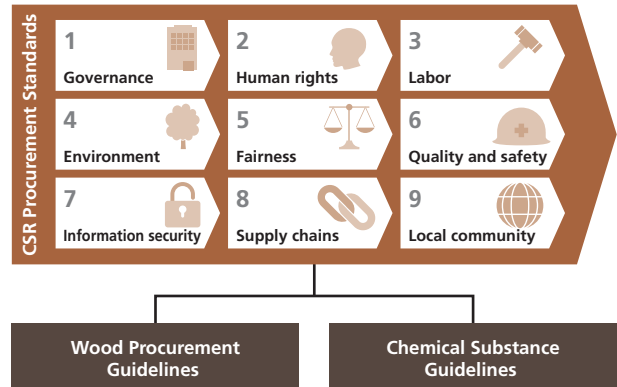 CSR Procurement Standards
1
Governance
2
Human rights
3
Labor
4
Environment
5
Fairness
6
Quality and safety
7
Information security
8
Supply chains
9
Local community
Wood Procurement
Guidelines
Chemical Substance
Guidelines